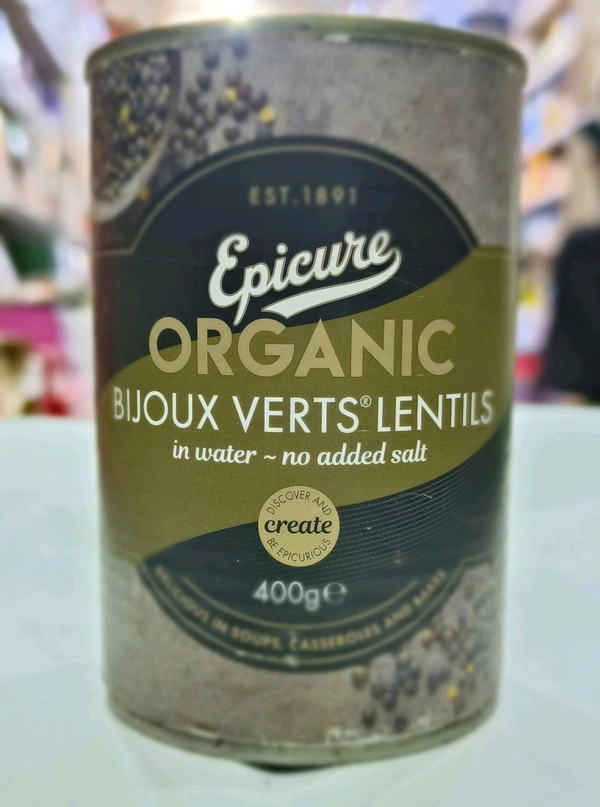 EST.1891
Epicure
ORGANIC
BIJOUX VERTS® LENTILS
in water ~ no added salt
DISCOVER AND
create
BE EPICURIOUS
400g ℮
DELICIOUS IN SOUPS, CASSEROLES AND BAKES